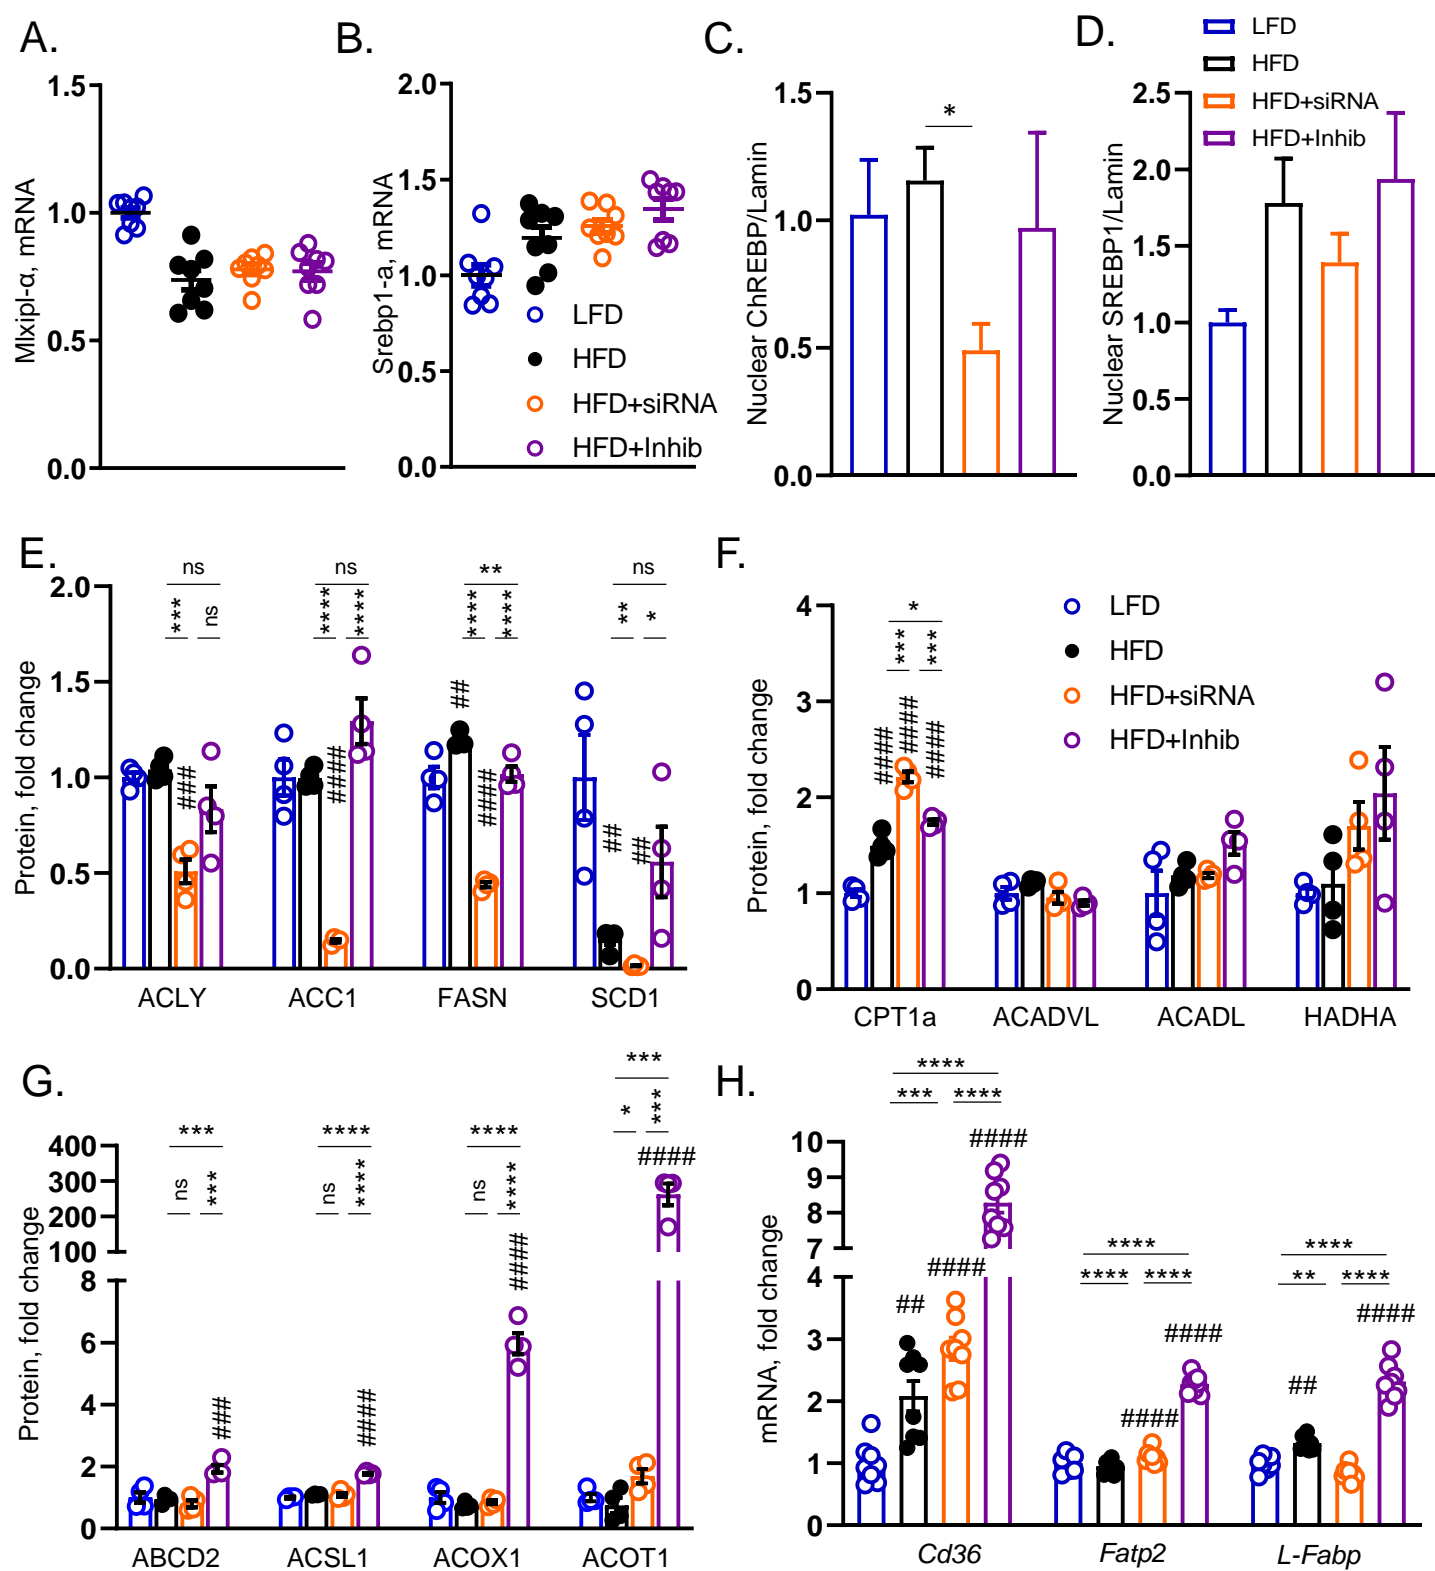 A.
Mlxipl-α, mRNA
1.5
1.0
0.5
0.0
B.
Srebp1-a, mRNA
2.0
1.5
1.0
0.5
0.0
LFD
HFD
HFD+siRNA
HFD+Inhib
C.
Nuclear ChREBP/Lamin
1.5
1.0
0.5
0.0
*
D.
Nuclear SREBP1/Lamin
2.5
2.0
1.5
1.0
0.5
0.0
LFD
HFD
HFD+siRNA
HFD+Inhib
E.
Protein, fold change
2.0
1.5
1.0
0.5
0.0
ns
***
ns
###
ns
****
****
####
**
****
****
##
####
ns
**
*
##
##
ACLY
ACC1
FASN
SCD1
F.
Protein, fold change
4
3
2
1
0
*
***
***
####
####
####
LFD
HFD
HFD+siRNA
HFD+Inhib
CPT1a
ACADVL
ACADL
HADHA
G.
Protein, fold change
400
300
200
100
8
6
4
2
0
***
ns
***
###
****
ns
****
####
****
ns
****
####
***
*
***
####
ABCD2
ACSL1
ACOX1
ACOT1
H.
mRNA, fold change
10
9
8
7
4
3
2
1
0
****
***
****
##
####
####
****
****
****
####
####
****
**
****
##
####
Cd36
Fatp2
L-Fabp